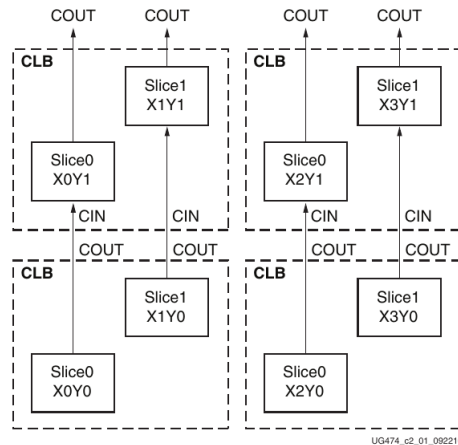 COUT COUT COUT COUT
CLB CLB
Slice1
X1Y1
Slice1
X3Y1
Slice0
X0Y1
Slice0
X2Y1
CIN CIN CIN CIN
COUT COUT COUT COUT
CLB CLB
Slice1
X1Y0
Slice1
X3Y0
Slice0
X0Y0
Slice0
X2Y0
UG474_c2_01_09221